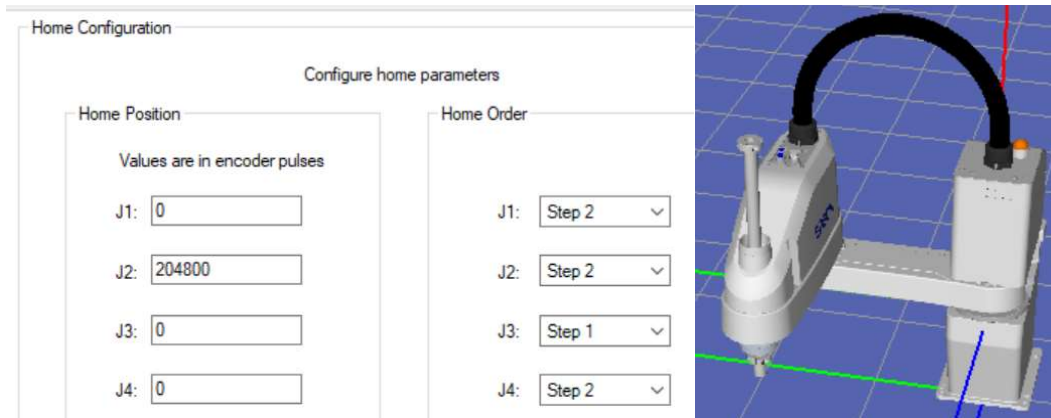 Home Configuration
Configure home parameters
Home Position
Values are in encoder pulses
J1: 0
J2: 204800
J3: 0
J4: 0
Home Order
J1: Step 2
J2: Step 2
J3: Step 1
J4: Step 2